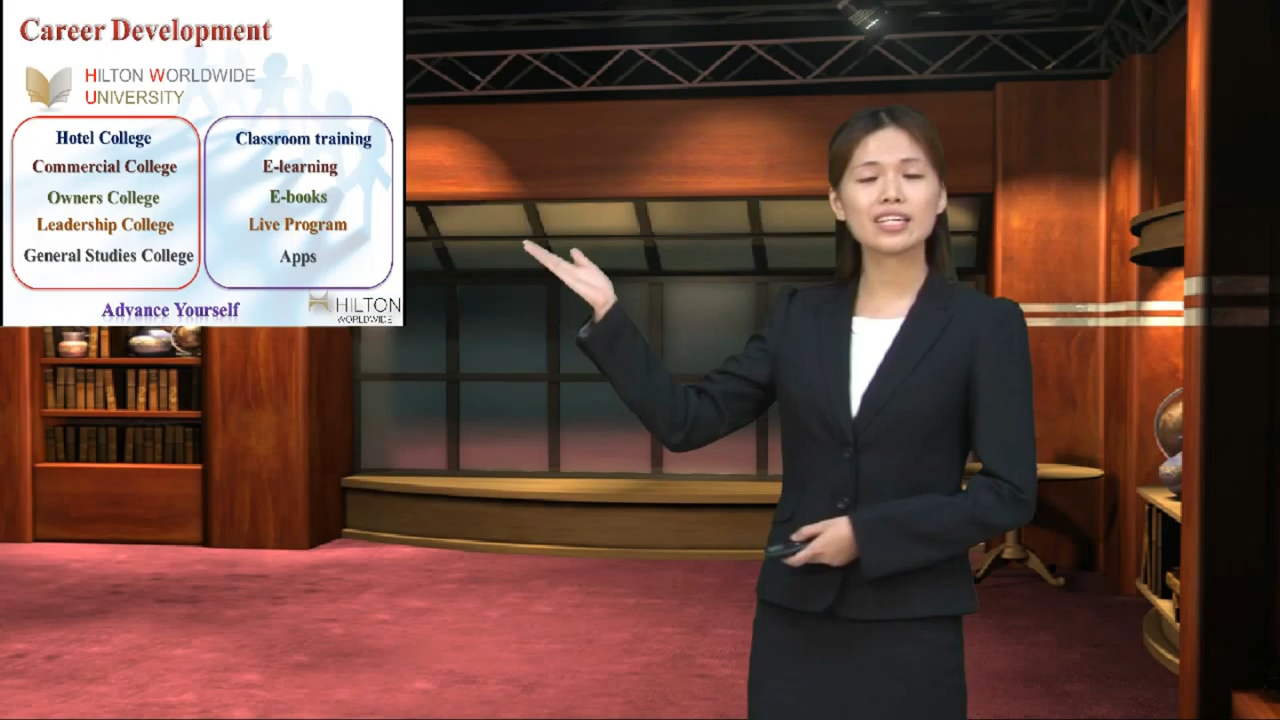 Career Development
HILTON WORLDWIDE
UNIVERSITY
Hotel College
Commercial College
Owners College
Leadership College
General Studies College
Classroom training
E-learning
E-books
Live Program
Apps
Advance Yourself
HILTON
WORLDWIDE